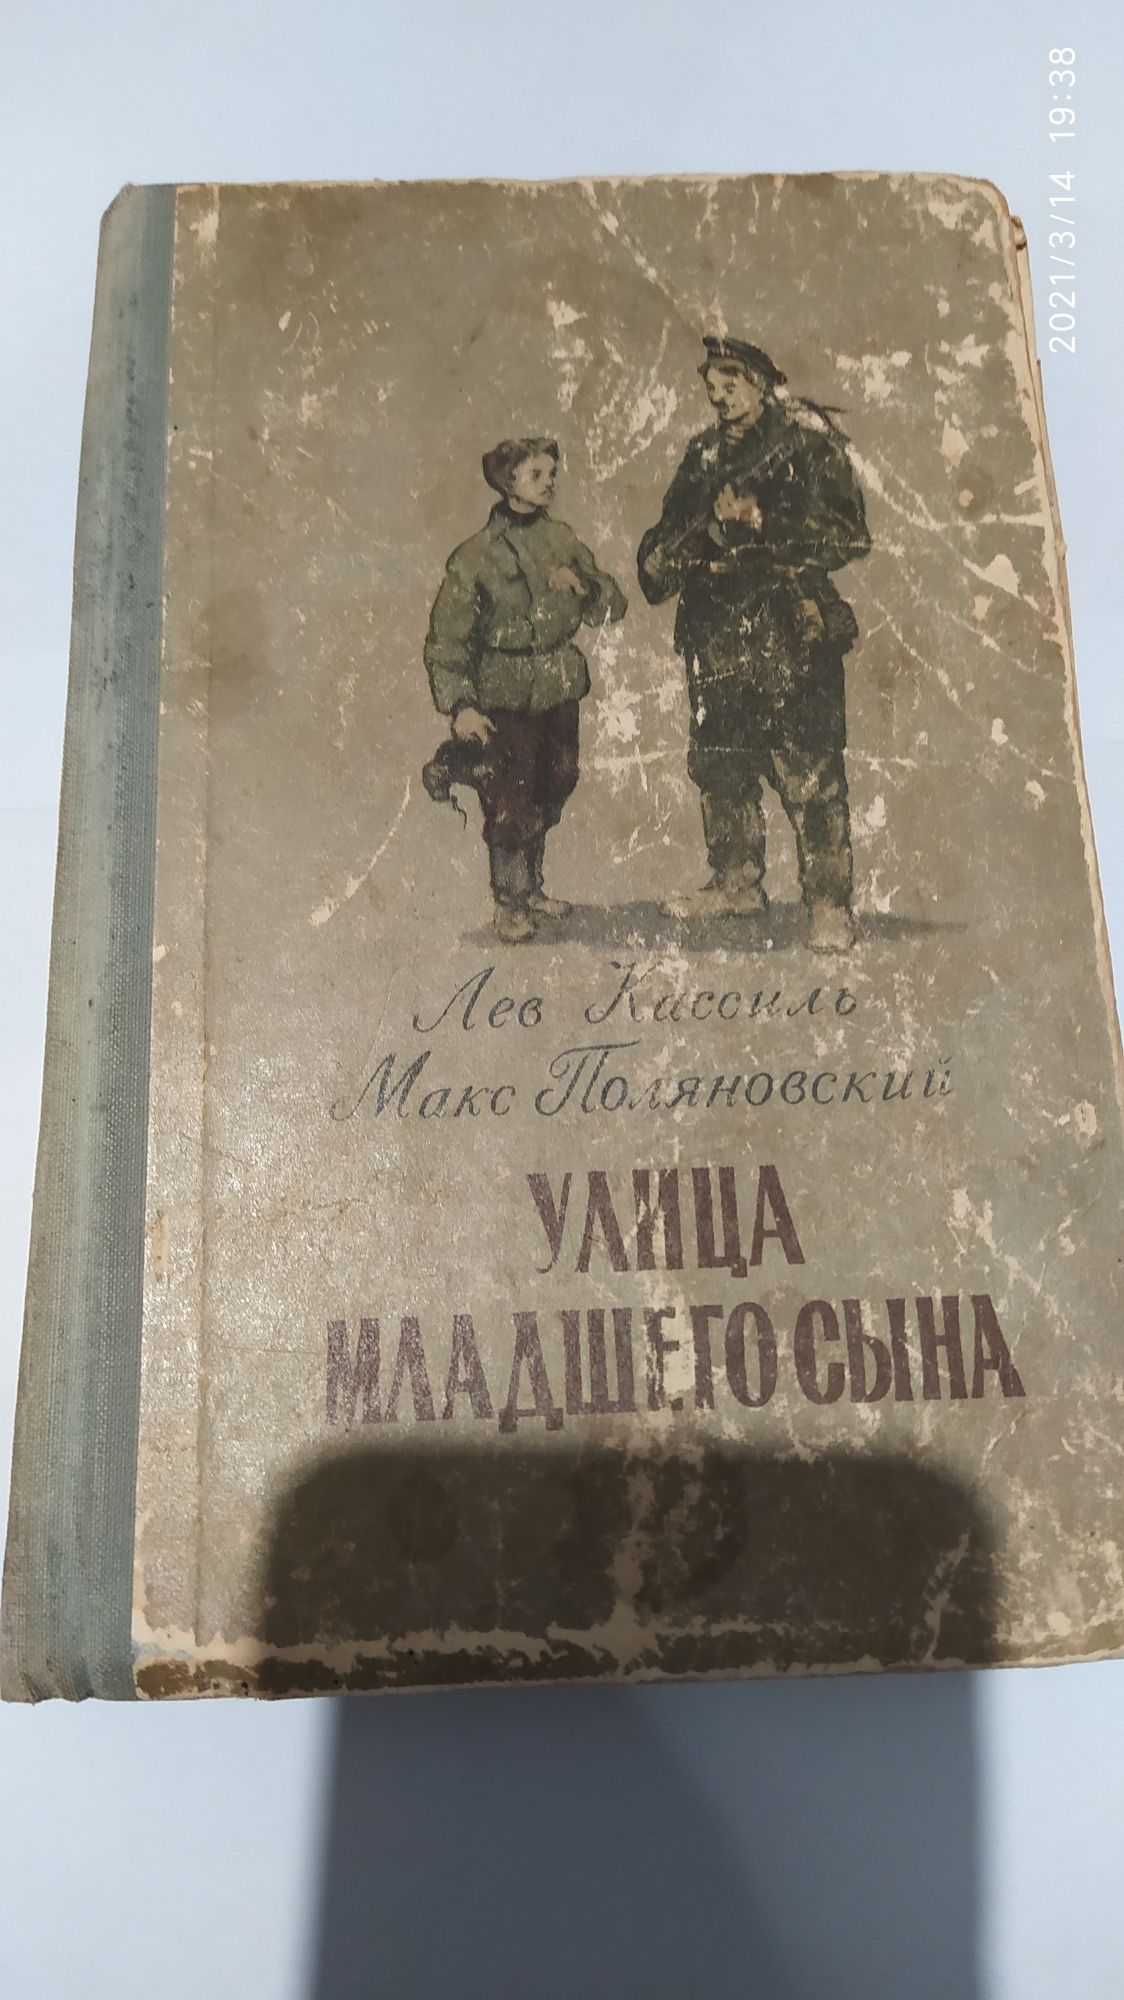 2021/3/14 19:38
Лев Кассиль
Макс Поляновский
УЛИЦА
МЛАДШЕГО СЫНА